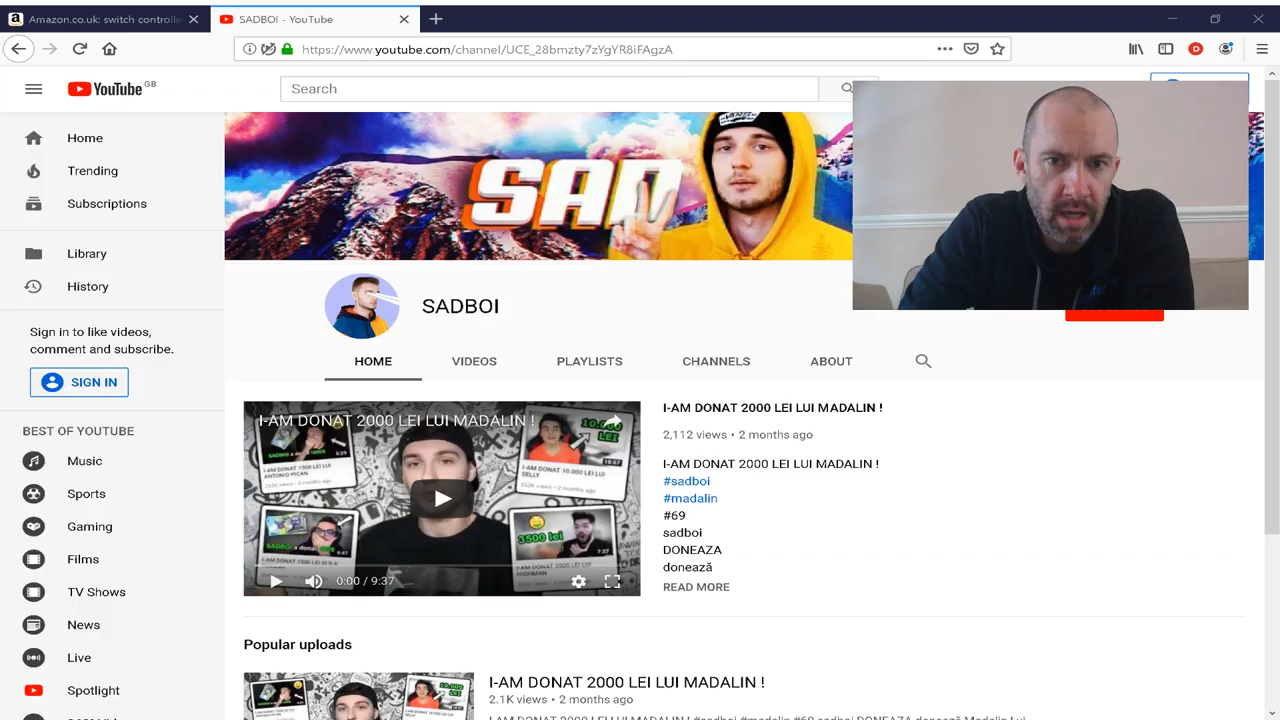 Amazon.co.uk: switch controlle
SADBOI - YouTube
https://www.youtube.com/channel/UCE_28bmzty7zYgYR8iFAgzA
YouTube GB
Search
Home
Trending
Subscriptions
Library
History
Sign in to like videos,
comment and subscribe.
SIGN IN
BEST OF YOUTUBE
Music
Sports
Gaming
Films
TV Shows
News
Live
Spotlight
SAD
SADBOI
HOME
VIDEOS
PLAYLISTS
CHANNELS
ABOUT
I-AM DONAT 2000 LEI LUI MADALIN !
10.000
LEI
3500 lei
0:00 / 9:37
I-AM DONAT 2000 LEI LUI MADALIN !
2,112 views • 2 months ago
I-AM DONAT 2000 LEI LUI MADALIN !
#sadboi
#madalin
#69
sadboi
DONEAZA
donează
READ MORE
Popular uploads
I-AM DONAT 2000 LEI LUI MADALIN !
2.1K views • 2 months ago